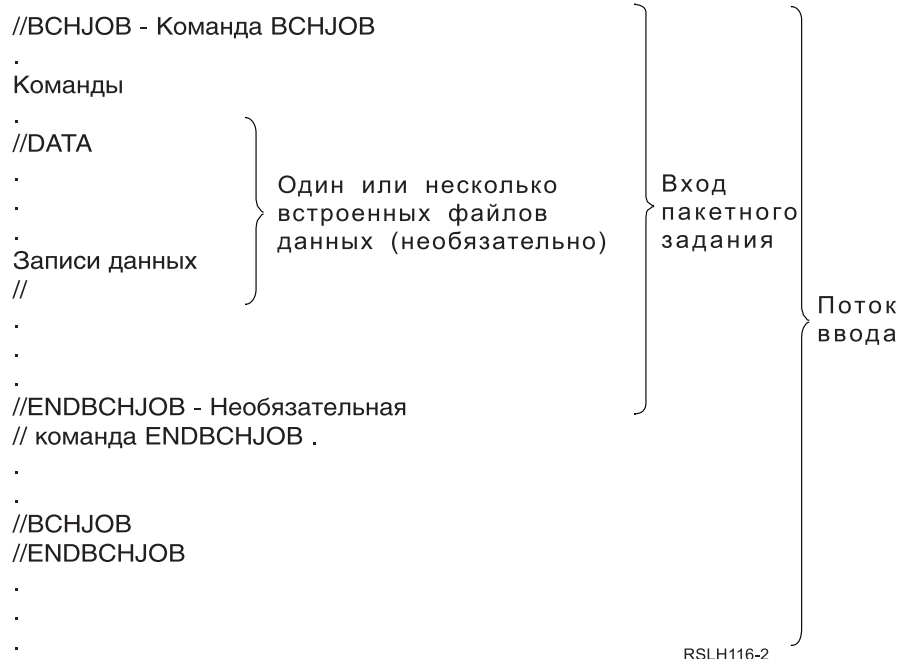 //BCHJOB - Команда BCHJOB
.
Команды
.
//DATA
.
.
.
Записи данных
//
.
.
.
//ENDBCHJOB - Необязательная
// команда ENDBCHJOB .
.
.
//BCHJOB
//ENDBCHJOB
.
.
.
Один или несколько
встроенных файлов
данных (необязательно)
Вход
пакетного
задания
Поток
ввода
RSLH116-2